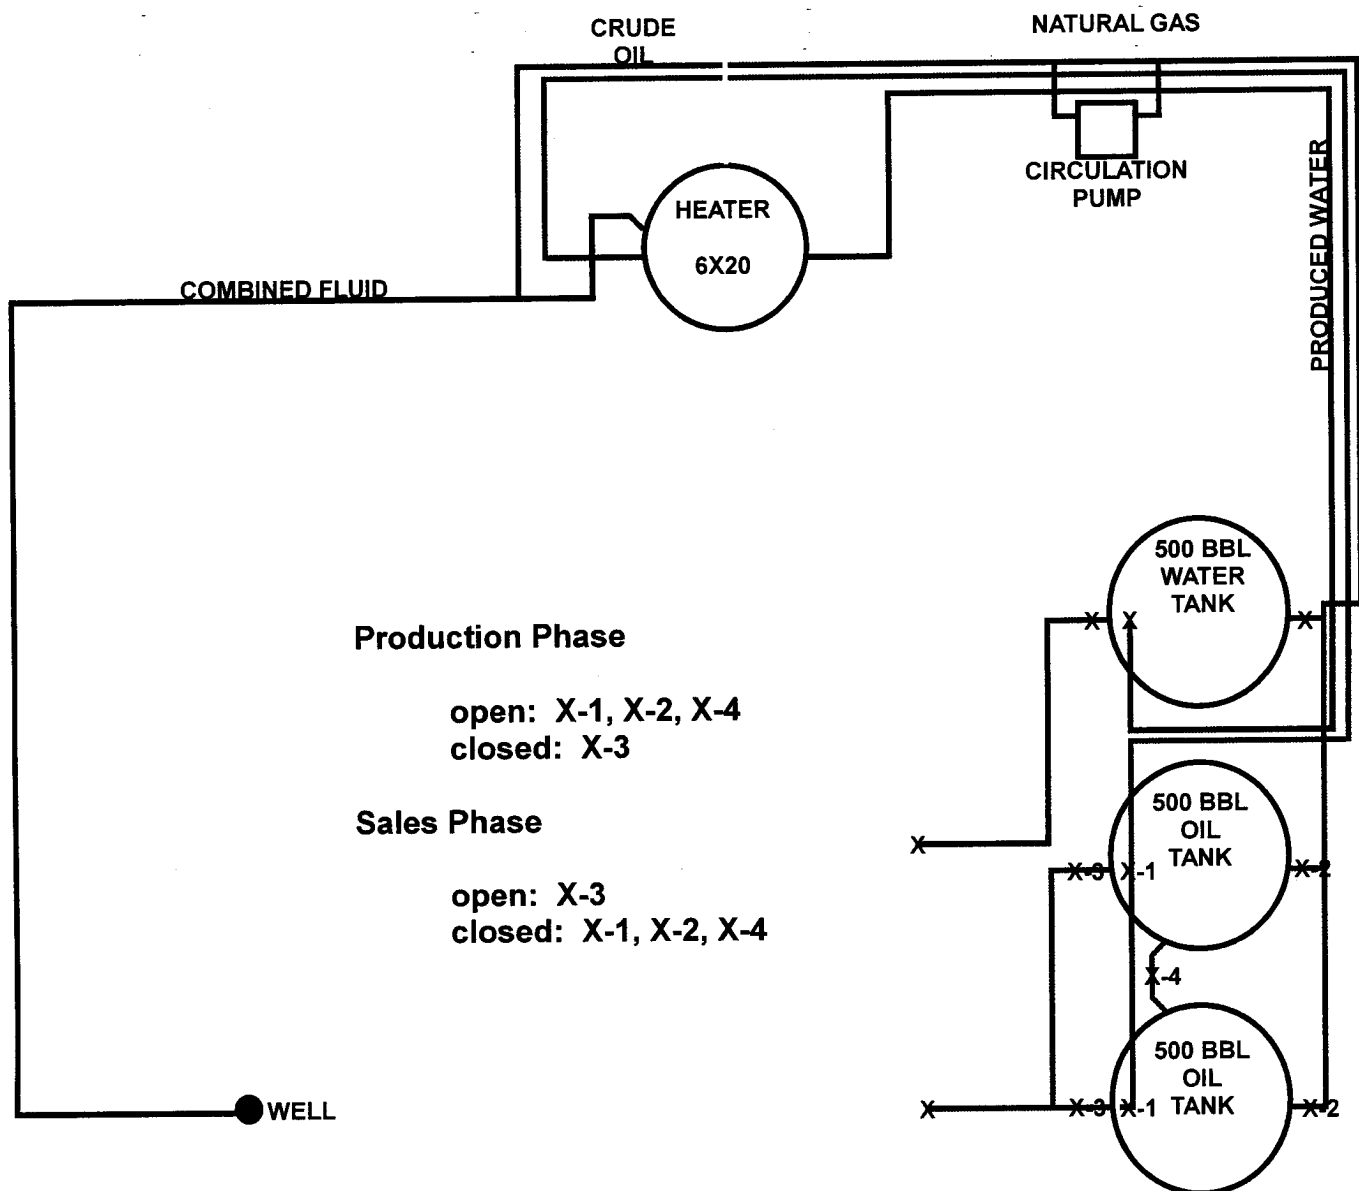 CRUDE
OIL
NATURAL GAS
CIRCULATION
PUMP
PRODUCED WATER
HEATER
6X20
COMBINED FLUID
500 BBL
WATER
TANK
X
X
X
Production Phase
open: X-1, X-2, X-4
closed: X-3
Sales Phase
open: X-3
closed: X-1, X-2, X-4
500 BBL
OIL
TANK
X
X-3
X-1
X-2
X-4
500 BBL
OIL
TANK
X
X-3
X-1
X-2
WELL